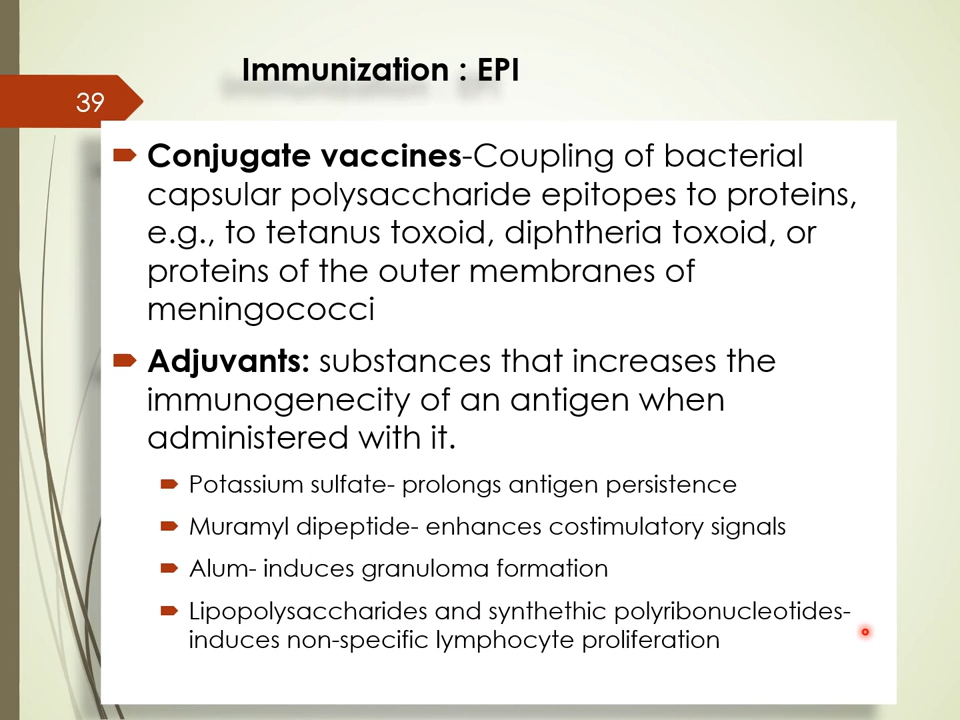 Immunization : EPI
39
Conjugate vaccines-Coupling of bacterial
capsular polysaccharide epitopes to proteins,
e.g., to tetanus toxoid, diphtheria toxoid, or
proteins of the outer membranes of
meningococci
Adjuvants: substances that increases the
immunogenecity of an antigen when
administered with it.
Potassium sulfate- prolongs antigen persistence
Muramyl dipeptide- enhances costimulatory signals
Alum- induces granuloma formation
Lipopolysaccharides and synthethic polyribonucleotides-
induces non-specific lymphocyte proliferation